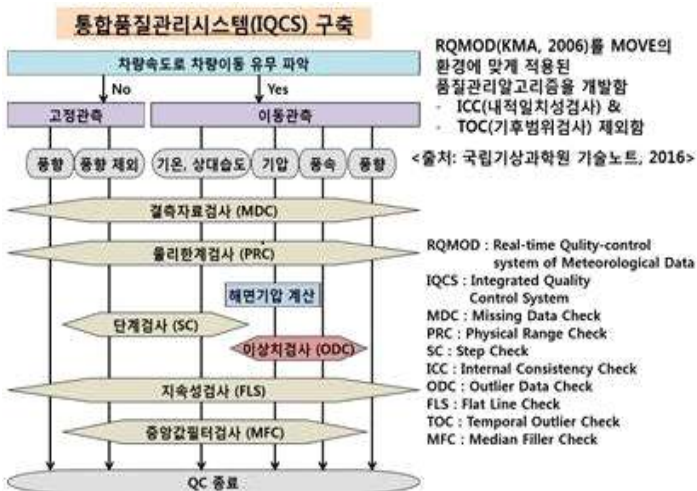 통합품질관리시스템(IQCS) 구축
차량속도로 차량이동 유무 파악
No
Yes
고정관측
이동관측
풍향
풍향 제외
기온, 상대습도
기압
풍속
풍향
결측자료검사 (MDC)
물리한계검사 (PRC)
해면기압 계산
단계검사 (SC)
이상치검사 (ODC)
지속성검사 (FLS)
중앙값필터검사 (MFC)
QC 종료
RQMOD(KMA, 2006)를 MOVE의
환경에 맞게 적용된
품질관리알고리즘을 개발함
- ICC(내적일치성검사) &
- TOC(기후범위검사) 제외함
<출처: 국립기상과학원 기술노트, 2016>
RQMOD : Real-time Qulity-control
system of Meteorological Data
IQCS : Integrated Quality
Control System
MDC : Missing Data Check
PRC : Physical Range Check
SC : Step Check
ICC : Internal Consistency Check
ODC : Outlier Data Check
FLS : Flat Line Check
TOC : Temporal Outlier Check
MFC : Median Filler Check